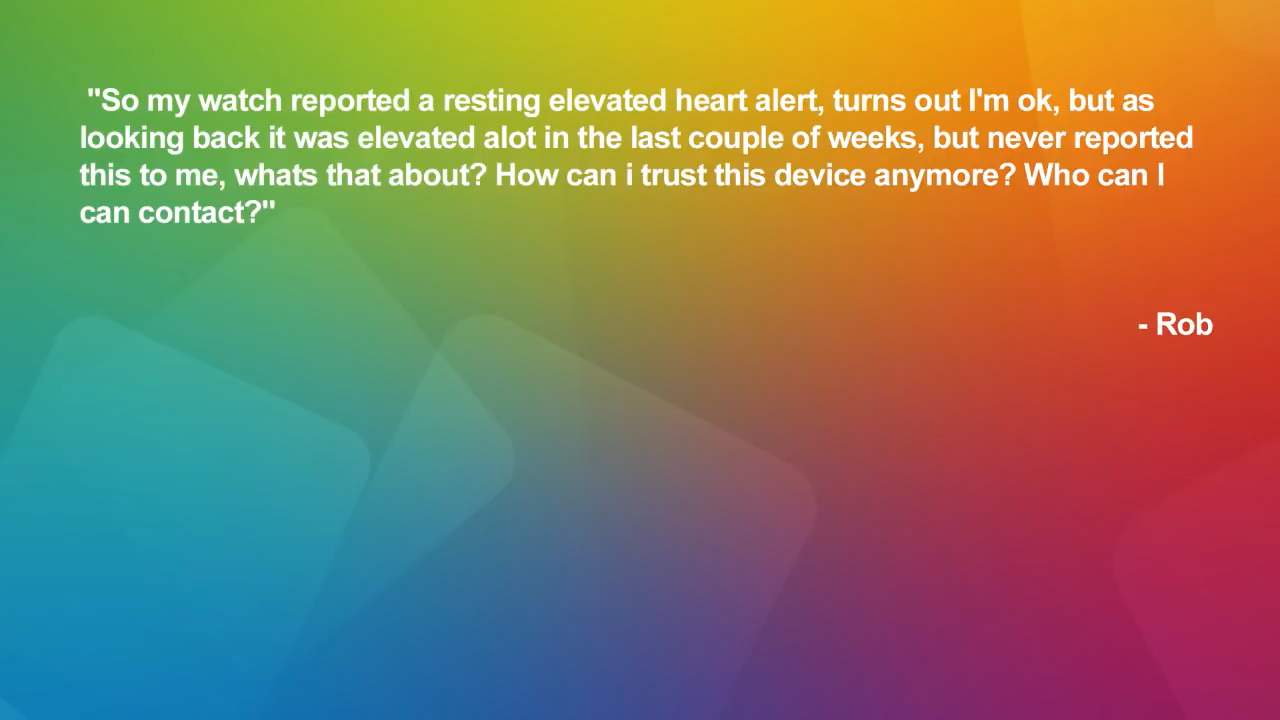 "So my watch reported a resting elevated heart alert, turns out I'm ok, but as
looking back it was elevated alot in the last couple of weeks, but never reported
this to me, whats that about? How can i trust this device anymore? Who can I
can contact?"
- Rob